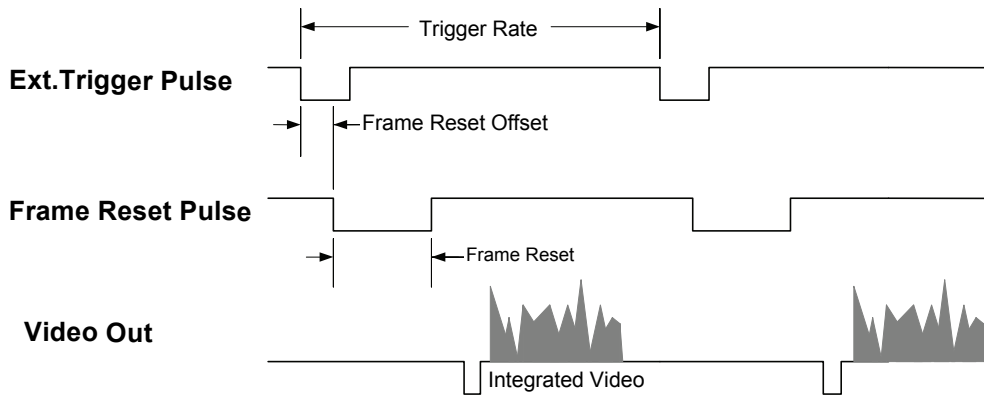 Trigger Rate
Ext.Trigger Pulse
Frame Reset Offset
Frame Reset Pulse
Frame Reset
Video Out
Integrated Video